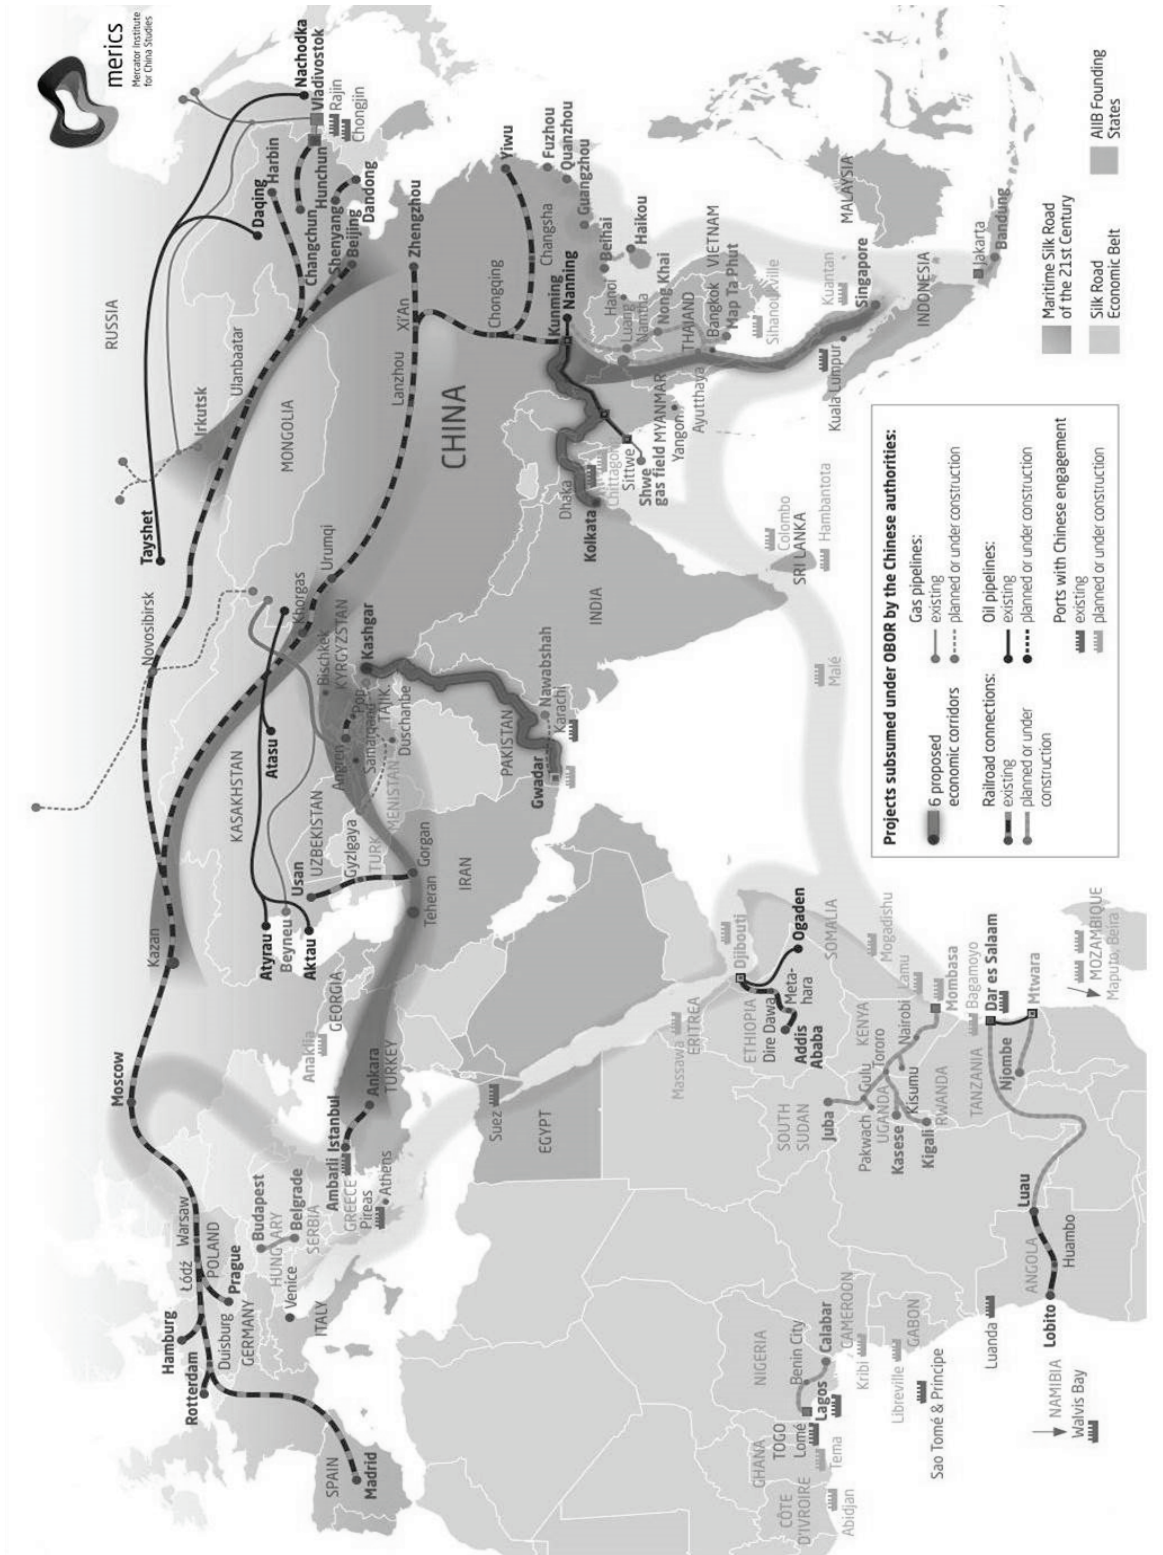 merics
Mercator Institute
for China Studies
RUSSIA
Moscow
Kazan
Novosibirsk
Tayshet
Irkutsk
Ulanbaatar
MONGOLIA
Daqing
Harbin
Changchun
Hunchun
Shenyang
Beijing
Dandong
Nachodka
Vladivostok
Rajin
Chongjin
Hamburg
Rotterdam
Duisburg
GERMANY
Łódź
Warsaw
POLAND
Prague
Budapest
HUNGARY
Belgrade
SERBIA
Venice
ITALY
SPAIN
Madrid
GREECE
Pireas
Athens
Ambarli
Istanbul
Ankara
TURKEY
Anaklia
GEORGIA
KASAKHSTAN
Atyrau
Beyneu
Aktau
Usan
UZBEKISTAN
Gyzlgaya
TURKMENISTAN
Atasu
Khorgas
Urumqi
Bischkek
KYRGYZSTAN
Kashgar
Angren
Pop
Samarqand
TAJIK.
Duschanbe
Gorgan
Teheran
IRAN
PAKISTAN
Gwadar
Nawabshah
Karachi
CHINA
Lanzhou
Xi'An
Zhengzhou
Chongqing
Changsha
Yiwu
Fuzhou
Quanzhou
Guangzhou
Kunming
Nanning
Beihai
Haikou
Hanoi
Luang
Namtha
Nong Khai
VIETNAM
THAILAND
Bangkok
Map Ta Phut
Ayutthaya
Sihanoukville
Dhaka
Kolkata
Chittagong
Sittwe
Shwe
gas field
MYANMAR
Yangon
INDIA
Colombo
SRI LANKA
Hambantota
Malé
Kuantan
Kuala Lumpur
Singapore
MALAYSIA
INDONESIA
Jakarta
Bandung
Suez
EGYPT
Massawa
ERITREA
Djibouti
ETHIOPIA
Dire Dawa
Meta-
hara
Addis
Ababa
Ogaden
SOMALIA
Mogadishu
SOUTH
SUDAN
Juba
Pakwach
Gulu
Tororo
KENYA
Nairobi
Lamu
Mombasa
UGANDA
Kasese
Kisumu
Kigali
RWANDA
TANZANIA
Bagamoyo
Dar es Salaam
Njombe
Mtwara
MOZAMBIQUE
Maputo, Beira
Luau
ANGOLA
Huambo
Lobito
Luanda
NAMIBIA
Walvis Bay
NIGERIA
Benin City
Calabar
CAMEROON
Kribi
Libreville
GABON
Sao Tomé & Principe
Lagos
TOGO
Lomé
GHANA
Tema
CÔTE
D'IVROIRE
Abidjan
Projects subsumed under OBOR by the Chinese authorities:
6 proposed
economic corridors
Railroad connections:
existing
planned or under
construction
Gas pipelines:
existing
planned or under construction
Oil pipelines:
existing
planned or under construction
Ports with Chinese engagement
existing
planned or under construction
Maritime Silk Road
of the 21st Century
Silk Road
Economic Belt
AIIB Founding
States